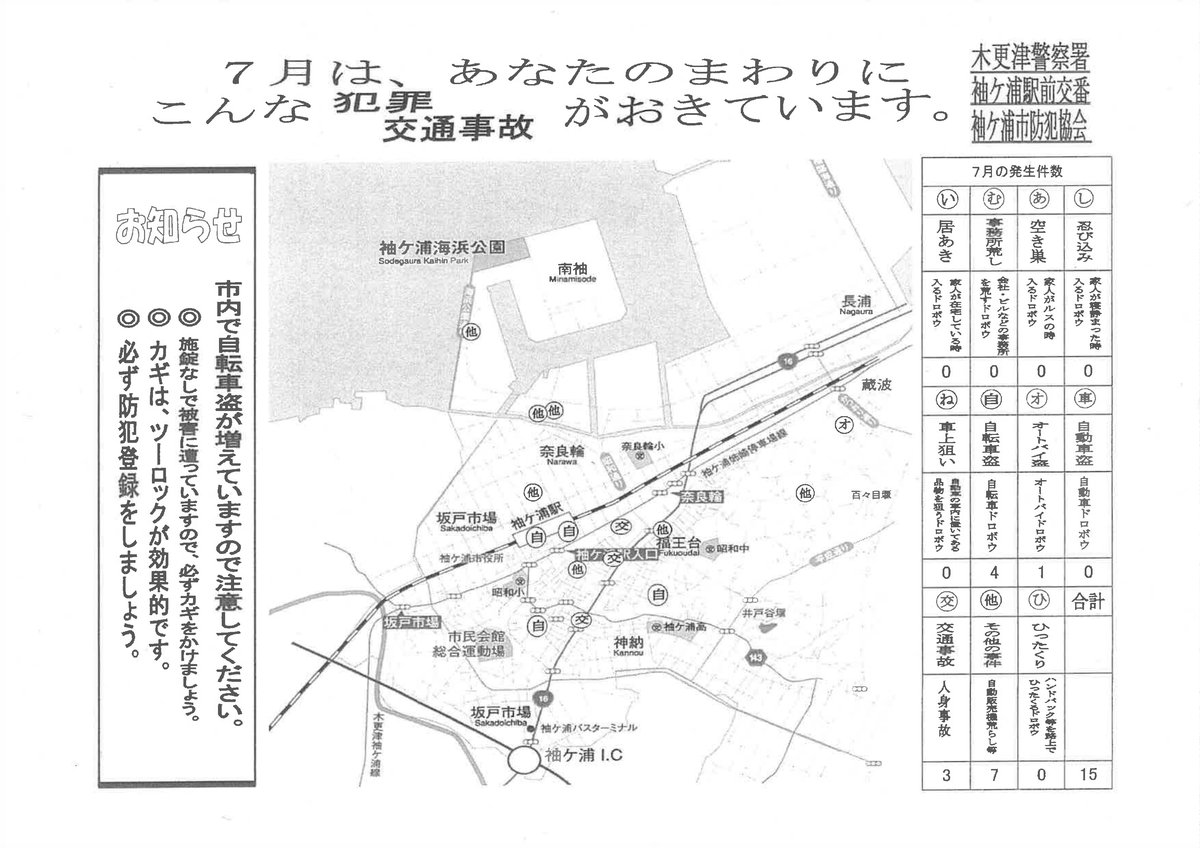 7月は、あなたのまわりに
こんな犯罪交通事故がおきています。
木更津警察署
袖ケ浦駅前交番
袖ケ浦市防犯協会
お知らせ
市内で自転車盗が増えていますので注意してください。
◎施錠なしで被害に遭っていますので、必ずカギをかけましょう。
◎カギは、ツーロックが効果的です。
◎必ず防犯登録をしましょう。
袖ケ浦海浜公園
Sodegaura Kaihin Park
南袖
Minamisode
長浦
Nagaura
16
蔵波
他
他他
オ
奈良輪
Narawa
奈良輪小
袖ケ浦姉崎停車場線
奈良輪
他
他
百々目堰
坂戸市場
Sakadoichiba
袖ケ浦駅
自
自
交
他
福王台
Fukuoudai
昭和中
袖ケ浦市役所
交
他
昭和小
自
井戸谷堰
坂戸市場
自
交
市民会館
総合運動場
神納
Kannou
袖ケ浦高
143
16
坂戸市場
Sakadoichiba
袖ケ浦バスターミナル
木更津袖ケ浦線
袖ケ浦 I.C
7月の発生件数
い む あ し
居あき 事務所荒し 空き巣 忍び込み
家人が在宅している時入るドロボウ
会社・ビルなどの事務所を荒すドロボウ
家人がルスの時入るドロボウ
家人が寝静まった時入るドロボウ
0 0 0 0
ね 自 オ 車
車上狙い 自転車盗 オートバイ盗 自動車盗
自動車の車内に置いてある品物を狙うドロボウ
自転車ドロボウ
オートバイドロボウ
自動車ドロボウ
0 4 1 0
交 他 ひ 合計
交通事故 その他の事件 ひったくり
人身事故
自動販売機荒らし等
ハンドバック等を路上でひったくるドロボウ
3 7 0 15